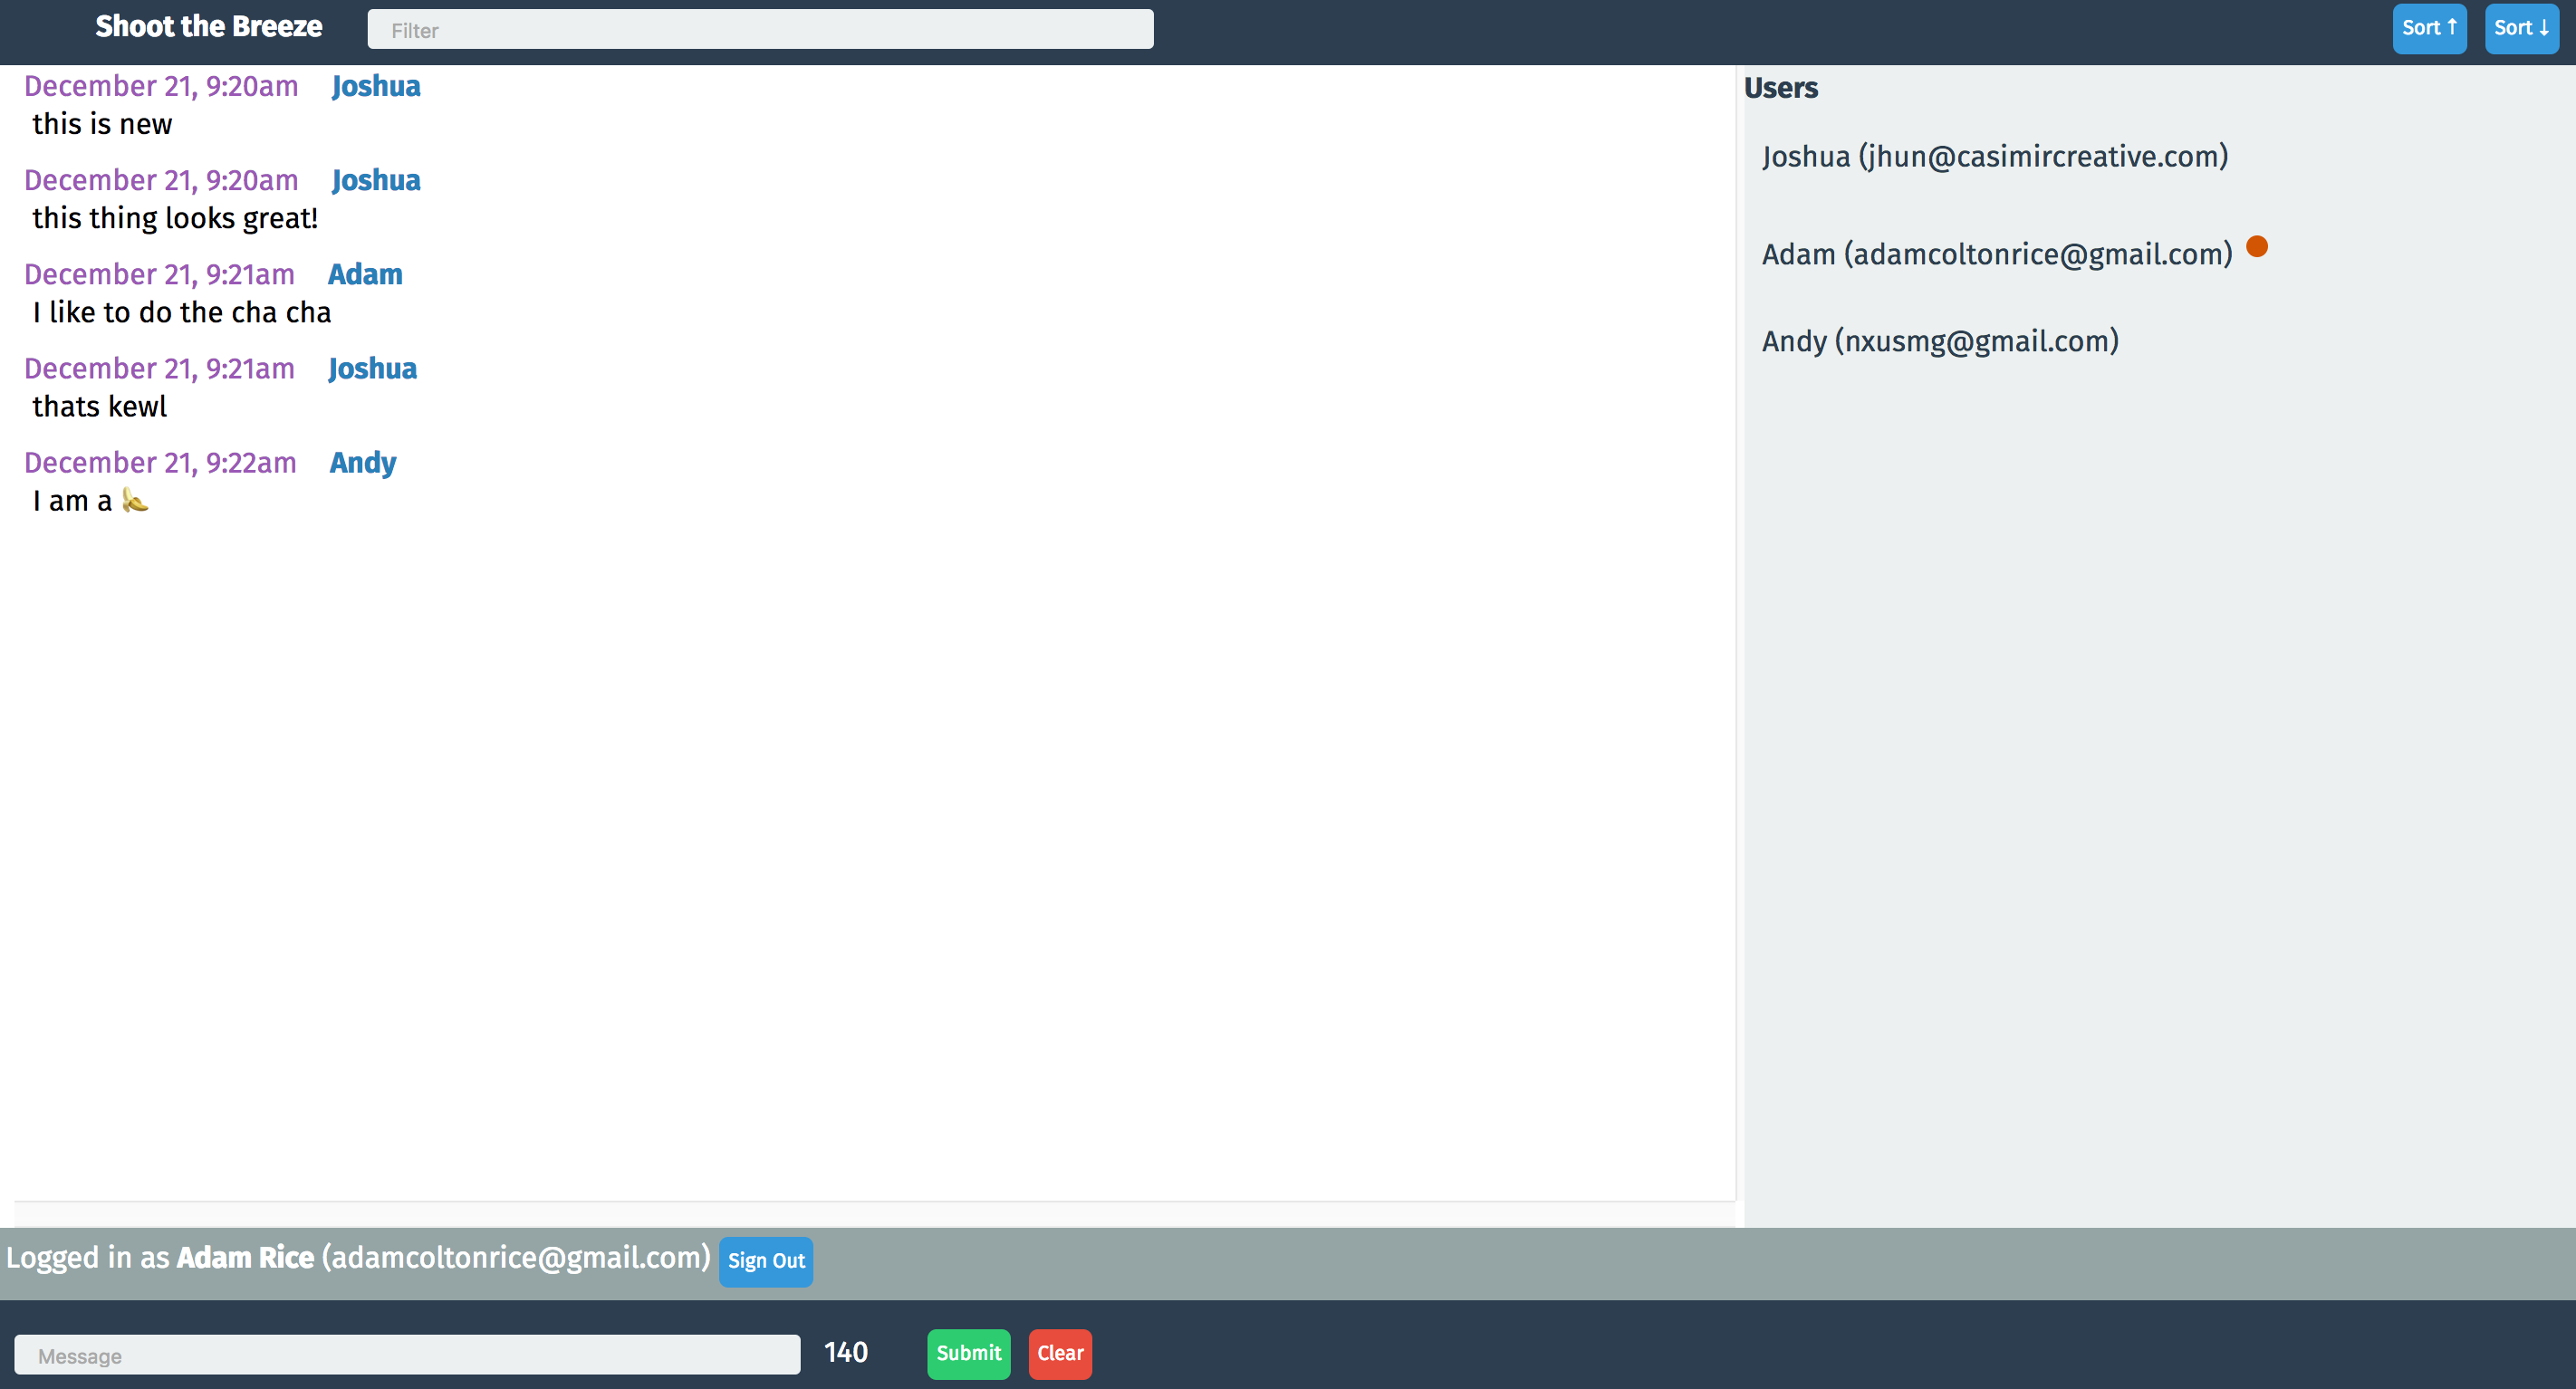 Shoot the Breeze
Filter
Sort ↑
Sort ↓
December 21, 9:20am Joshua
this is new
December 21, 9:20am Joshua
this thing looks great!
December 21, 9:21am Adam
I like to do the cha cha
December 21, 9:21am Joshua
thats kewl
December 21, 9:22am Andy
I am a 🍌
Users
Joshua (jhun@casimircreative.com)
Adam (adamcoltonrice@gmail.com)
Andy (nxusmg@gmail.com)
Logged in as Adam Rice (adamcoltonrice@gmail.com) Sign Out
Message
140
Submit
Clear